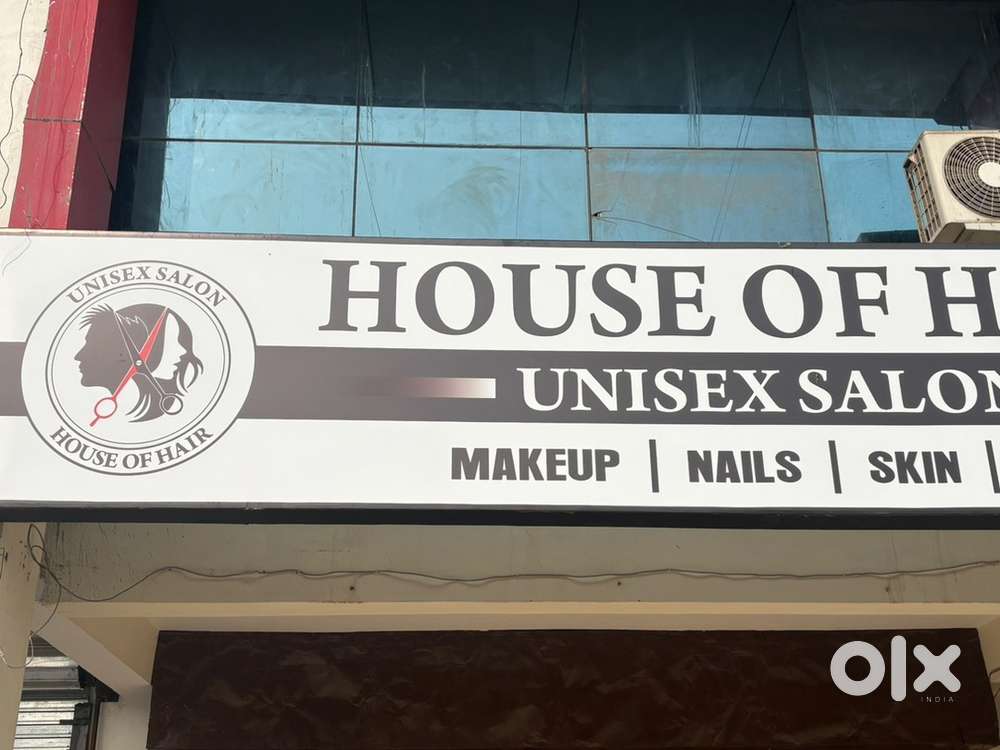 UNISEX SALON
HOUSE OF HAIR
HOUSE OF H
UNISEX SALON
MAKEUP | NAILS | SKIN |
olx
INDIA